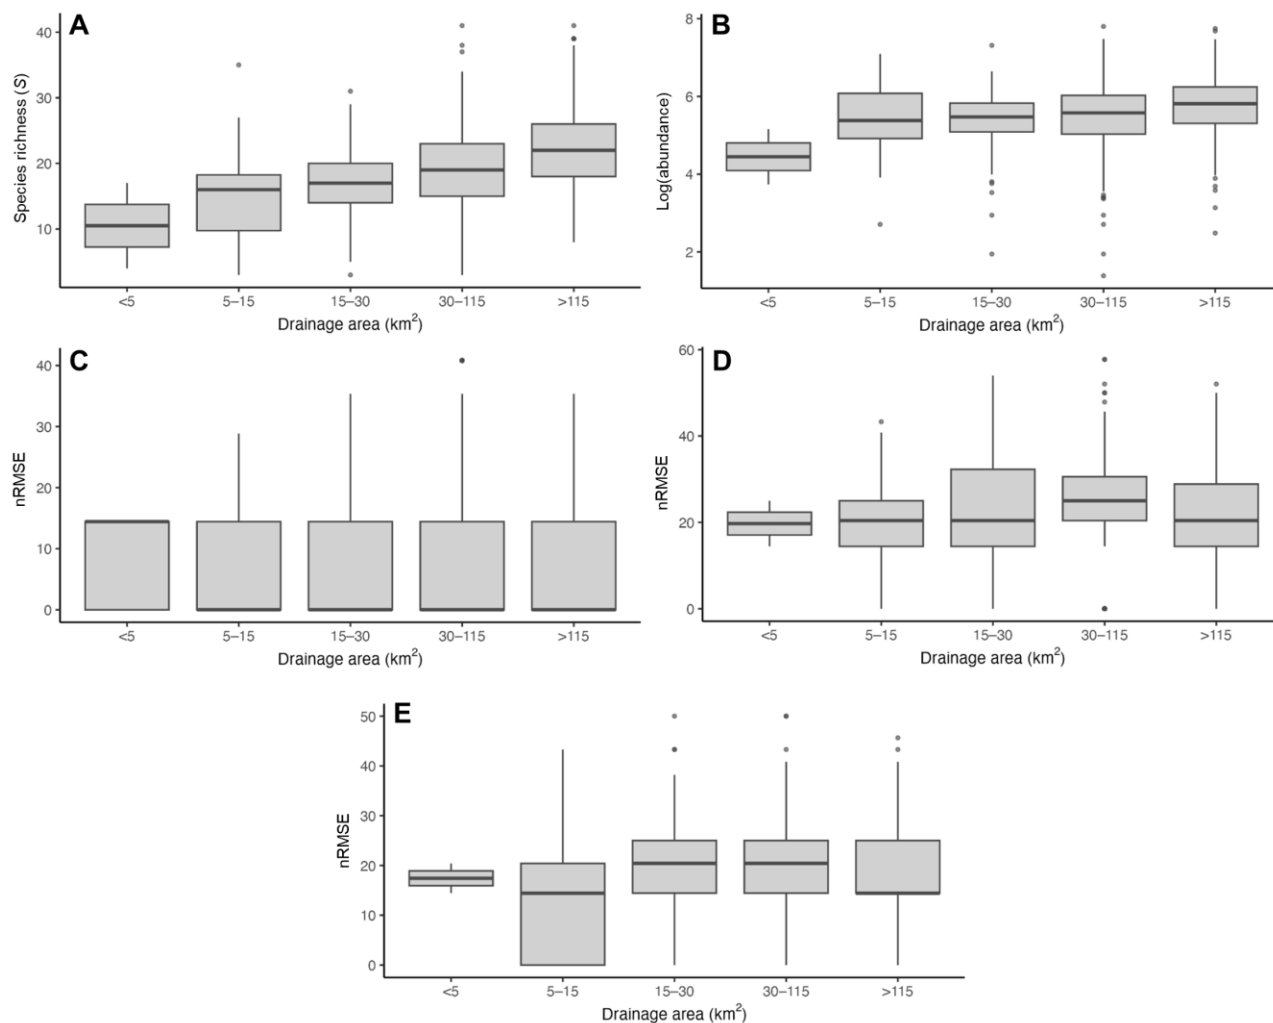 A
Species richness (S)
40
30
20
10
<5 5–15 15–30 30–115 >115
Drainage area (km²)
B
Log(abundance)
8
6
4
2
<5 5–15 15–30 30–115 >115
Drainage area (km²)
C
nRMSE
40
30
20
10
0
<5 5–15 15–30 30–115 >115
Drainage area (km²)
D
nRMSE
60
40
20
0
<5 5–15 15–30 30–115 >115
Drainage area (km²)
E
nRMSE
50
40
30
20
10
0
<5 5–15 15–30 30–115 >115
Drainage area (km²)